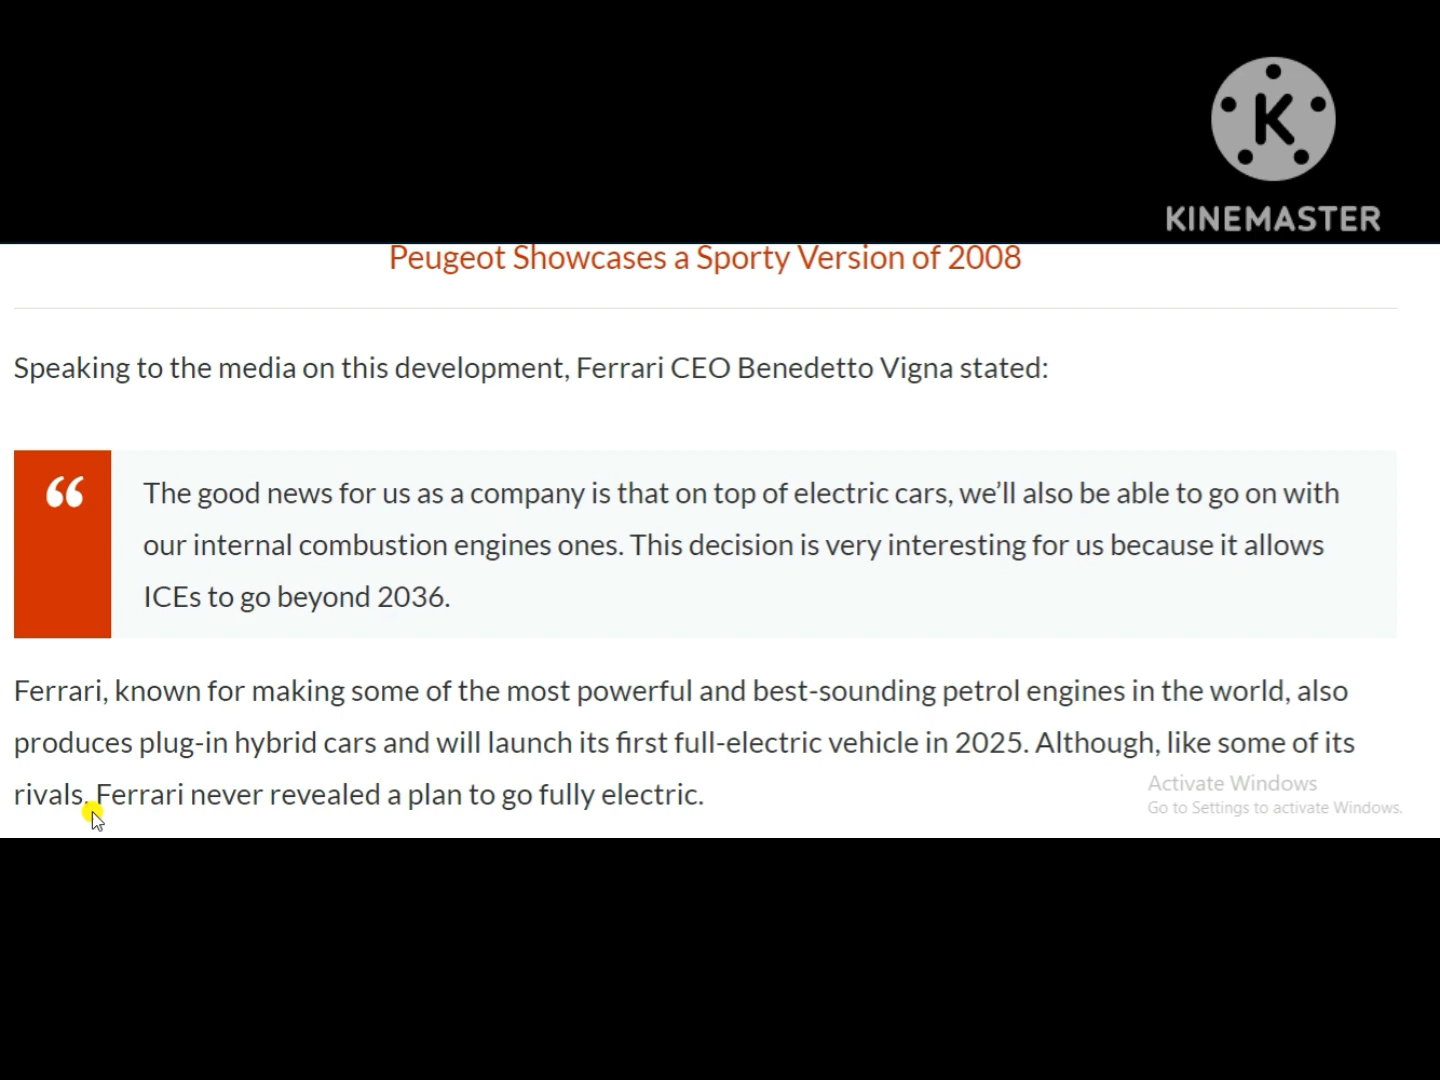 K
KINEMASTER
Peugeot Showcases a Sporty Version of 2008
Speaking to the media on this development, Ferrari CEO Benedetto Vigna stated:
“
The good news for us as a company is that on top of electric cars, we’ll also be able to go on with
our internal combustion engines ones. This decision is very interesting for us because it allows
ICEs to go beyond 2036.
Ferrari, known for making some of the most powerful and best-sounding petrol engines in the world, also
produces plug-in hybrid cars and will launch its first full-electric vehicle in 2025. Although, like some of its
rivals, Ferrari never revealed a plan to go fully electric.
Activate Windows
Go to Settings to activate Windows.